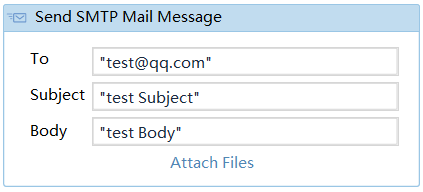 Send SMTP Mail Message
To "test@qq.com"
Subject "test Subject"
Body "test Body"
Attach Files